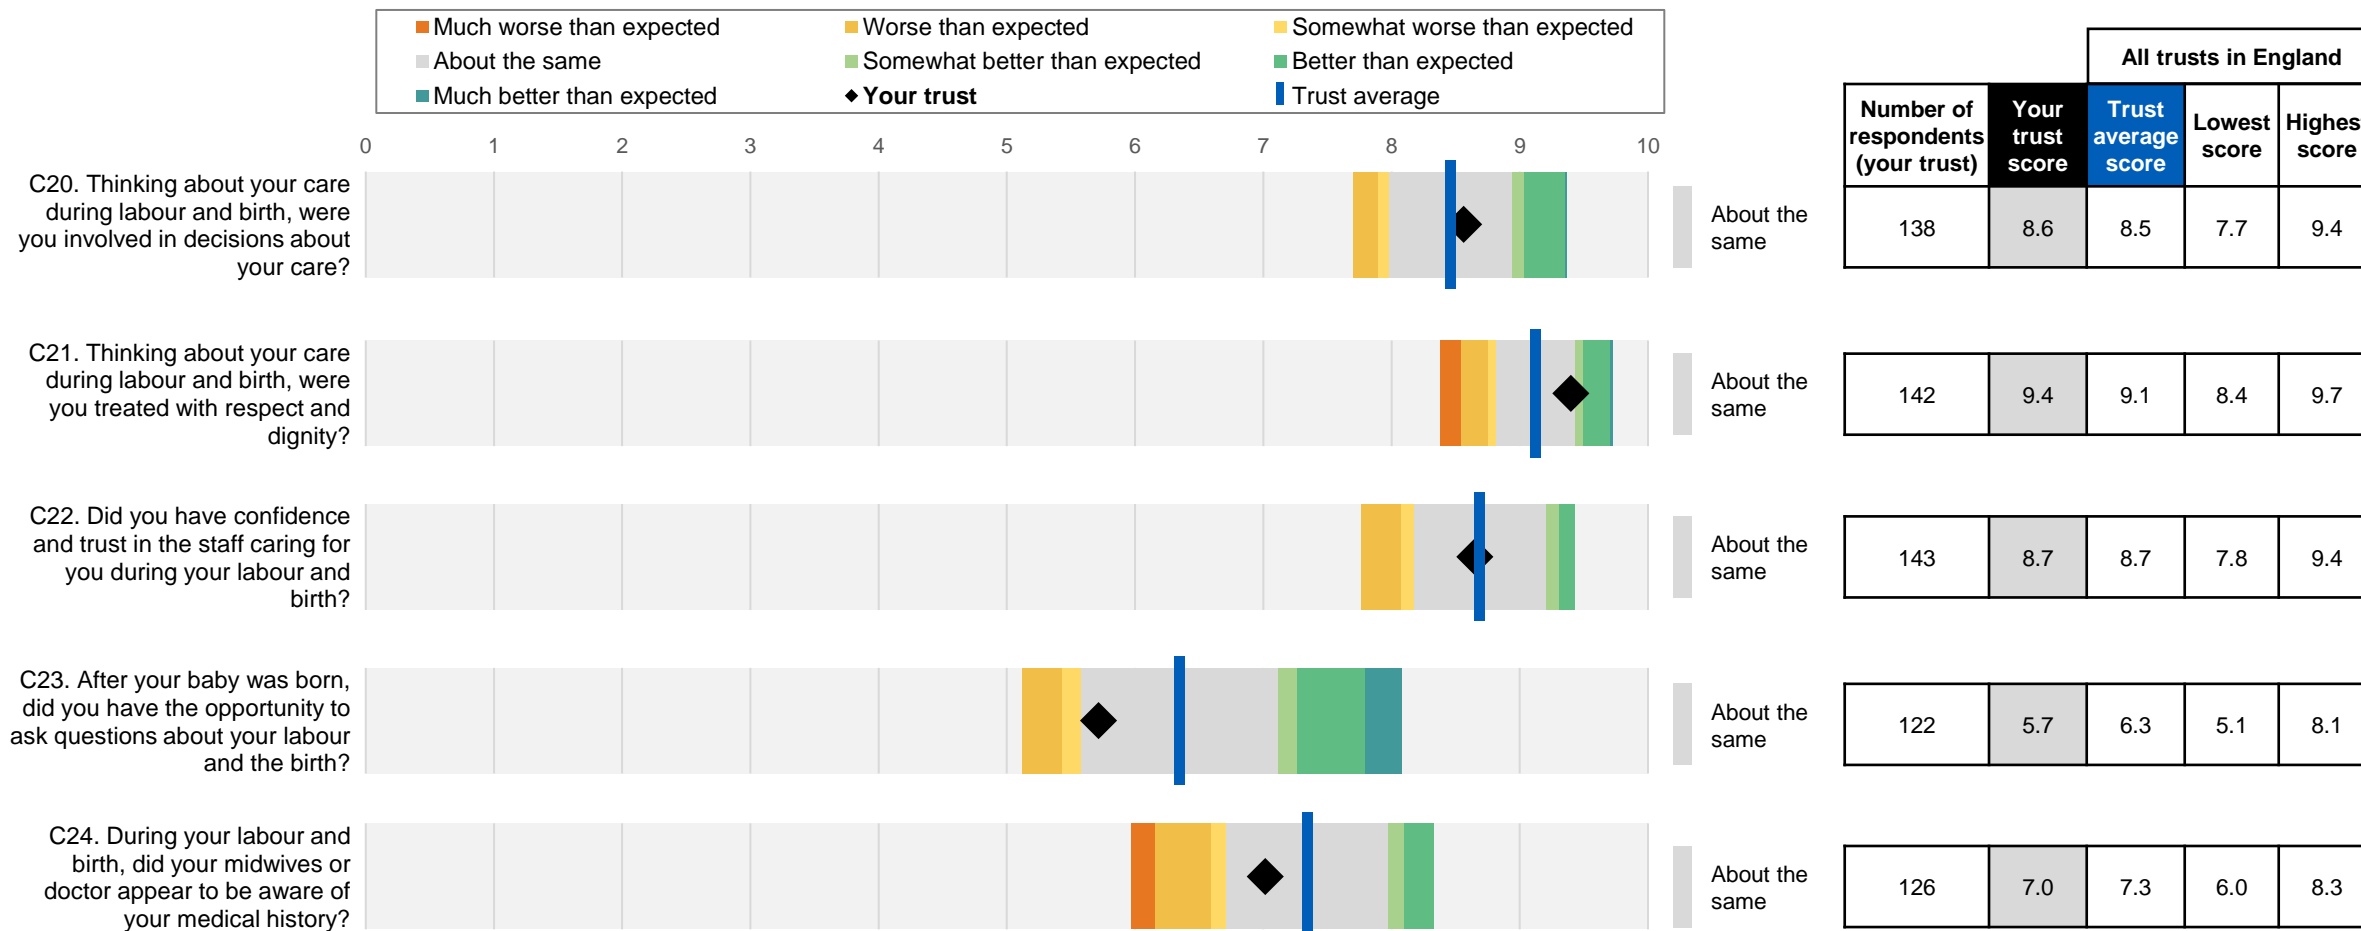 Much worse than expected
Worse than expected
Somewhat worse than expected
About the same
Somewhat better than expected
Better than expected
Much better than expected
Your trust
Trust average
All trusts in England
Number of
respondents
(your trust)
Your
trust
score
Trust
average
score
Lowest
score
Highes
score
0 1 2 3 4 5 6 7 8 9 10
C20. Thinking about your care
during labour and birth, were
you involved in decisions about
your care?
About the
same
138 8.6 8.5 7.7 9.4
C21. Thinking about your care
during labour and birth, were
you treated with respect and
dignity?
About the
same
142 9.4 9.1 8.4 9.7
C22. Did you have confidence
and trust in the staff caring for
you during your labour and
birth?
About the
same
143 8.7 8.7 7.8 9.4
C23. After your baby was born,
did you have the opportunity to
ask questions about your labour
and the birth?
About the
same
122 5.7 6.3 5.1 8.1
C24. During your labour and
birth, did your midwives or
doctor appear to be aware of
your medical history?
About the
same
126 7.0 7.3 6.0 8.3